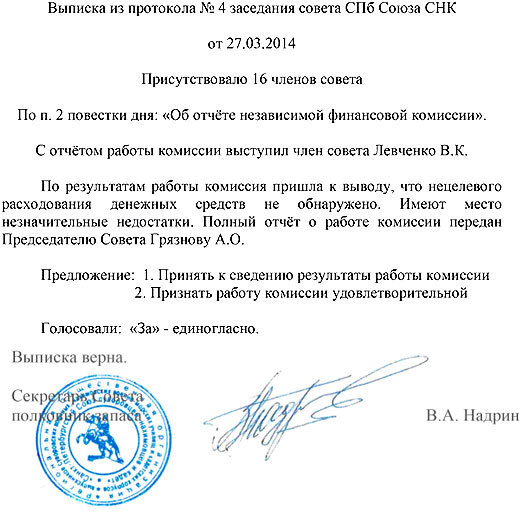 Выписка из протокола № 4 заседания совета СПб Союза СНК
от 27.03.2014
Присутствовало 16 членов совета
По п. 2 повестки дня: «Об отчёте независимой финансовой комиссии».
С отчётом работы комиссии выступил член совета Левченко В.К.
По результатам работы комиссия пришла к выводу, что нецелевого
расходования денежных средств не обнаружено. Имеют место
незначительные недостатки. Полный отчёт о работе комиссии передан
Председателю Совета Грязнову А.О.
Предложение: 1. Принять к сведению результаты работы комиссии
2. Признать работу комиссии удовлетворительной
Голосовали: «За» - единогласно.
Выписка верна.
Секретарь Совета
полковник запаса В.А. Надрин